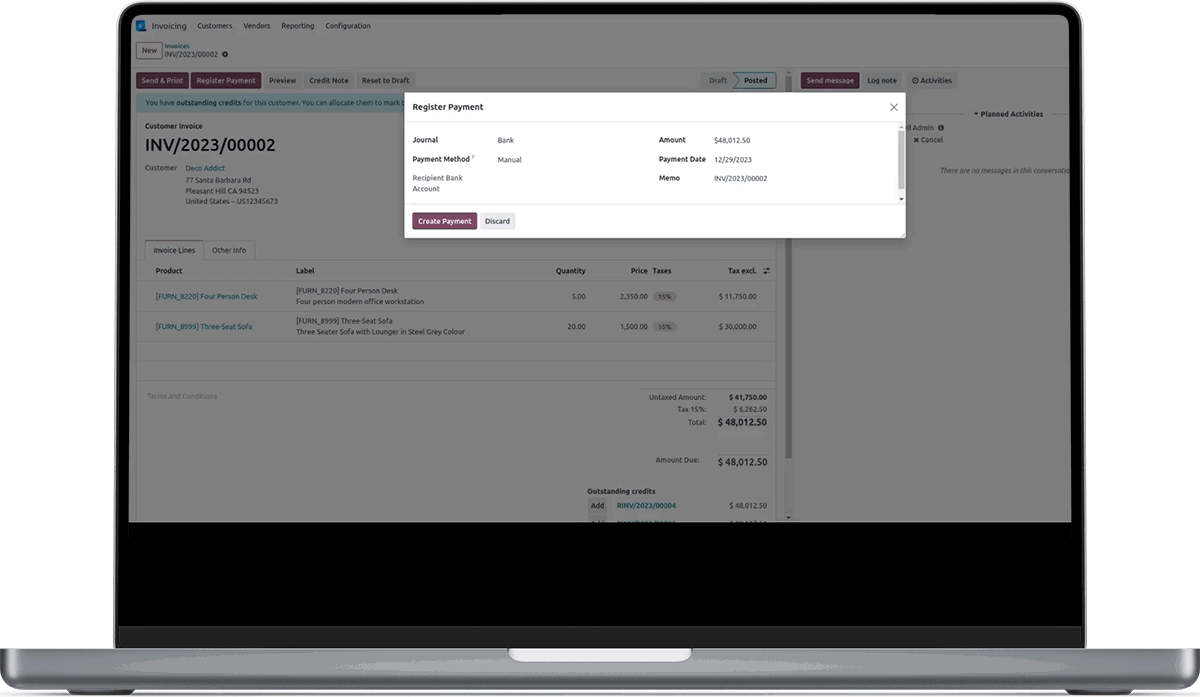 Invoicing Customers Vendors Reporting Configuration
New Invoices
INV/2023/00002
Send & Print Register Payment Preview Credit Note Reset to Draft Draft Posted Send message Log note Activities
You have outstanding credits for this customer. You can allocate them to mark t
Register Payment
Journal Bank Amount $48,012.50
Payment Method ? Manual Payment Date 12/29/2023
Recipient Bank Memo INV/2023/00002
Account
Create Payment Discard
Planned Activities
Admin
Cancel
There are no messages in this conversation
Customer Invoice
INV/2023/00002
Customer Deco Addict
77 Santa Barbara Rd
Pleasant Hill CA 94523
United States – US12345673
Invoice Lines Other Info
Product Label Quantity Price Taxes Tax excl.
[FURN_8220] Four Person Desk [FURN_8220] Four Person Desk 5.00 2,350.00 15% $ 11,750.00
Four person modern office workstation
[FURN_8999] Three-Seat Sofa [FURN_8999] Three-Seat Sofa 20.00 1,500.00 15% $ 30,000.00
Three Seater Sofa with Lounger in Steel Grey Colour
Terms and Conditions
Untaxed Amount: $ 41,750.00
Tax 15%: $ 6,262.50
Total: $ 48,012.50
Amount Due: $ 48,012.50
Outstanding credits
Add RINV/2023/00004 $ 48,012.50